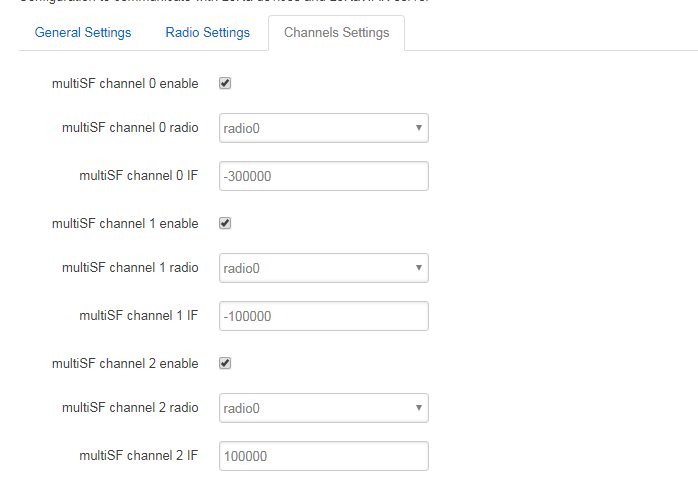 General Settings Radio Settings Channels Settings
multiSF channel 0 enable
multiSF channel 0 radio radio0
multiSF channel 0 IF -300000
multiSF channel 1 enable
multiSF channel 1 radio radio0
multiSF channel 1 IF -100000
multiSF channel 2 enable
multiSF channel 2 radio radio0
multiSF channel 2 IF 100000